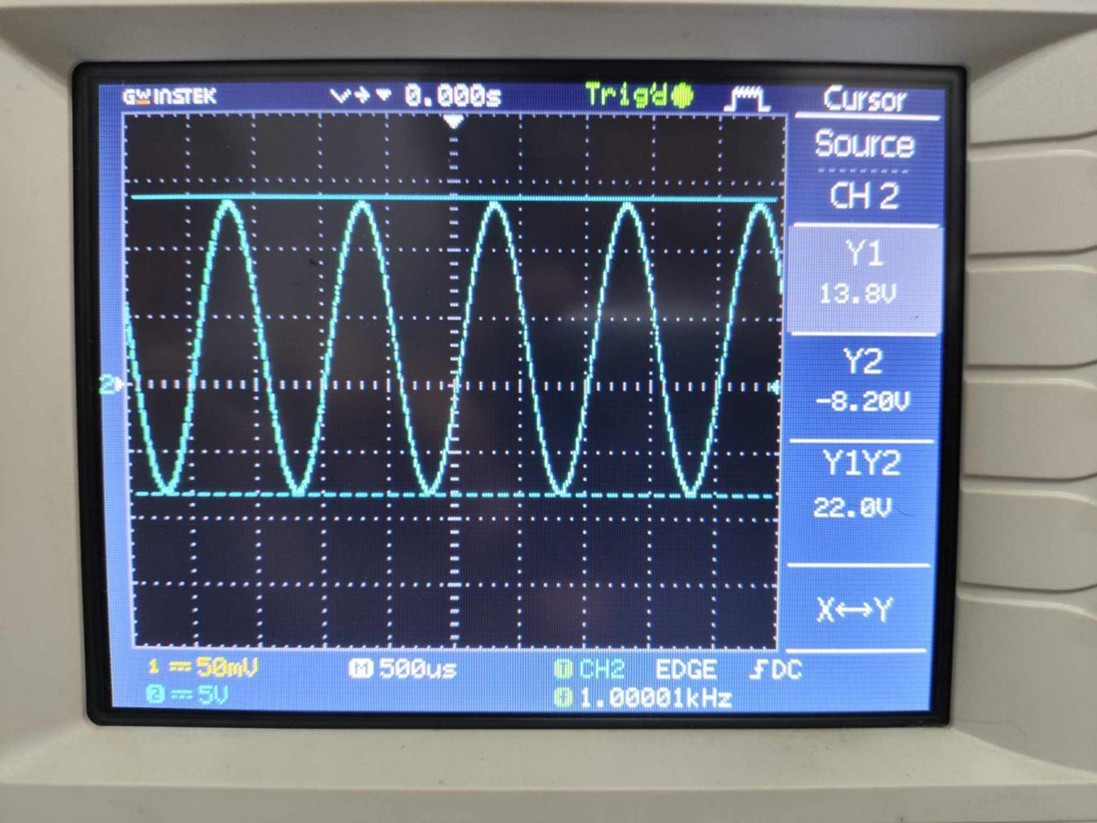 GW INSTEK 0.000s Trig'd Cursor
Source
CH 2
Y1
13.8V
2
Y2
-8.20V
Y1Y2
22.0V
X↔Y
1 50mV M 500us T CH2 EDGE DC
2 5V f 1.00001kHz